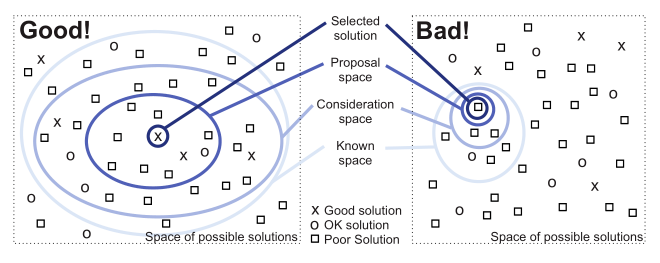 Good!
Selected
solution
Bad!
Proposal
space
Consideration
space
Known
space
X Good solution
O OK solution
Poor Solution
Space of possible solutions
Space of possible solutions